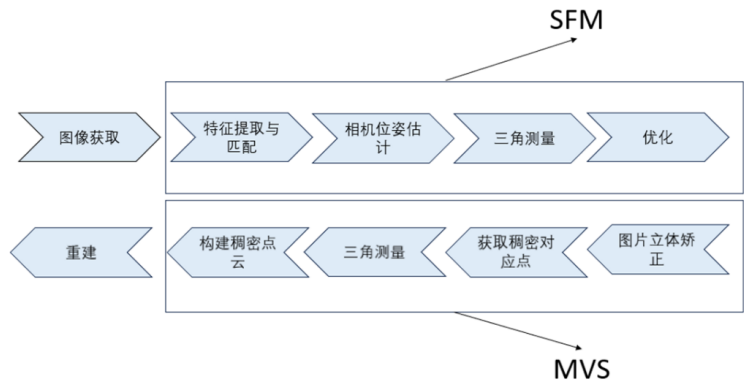 SFM
图像获取
特征提取与
匹配
相机位姿估
计
三角测量
优化
重建
构建稠密点
云
三角测量
获取稠密对
应点
图片立体矫
正
MVS